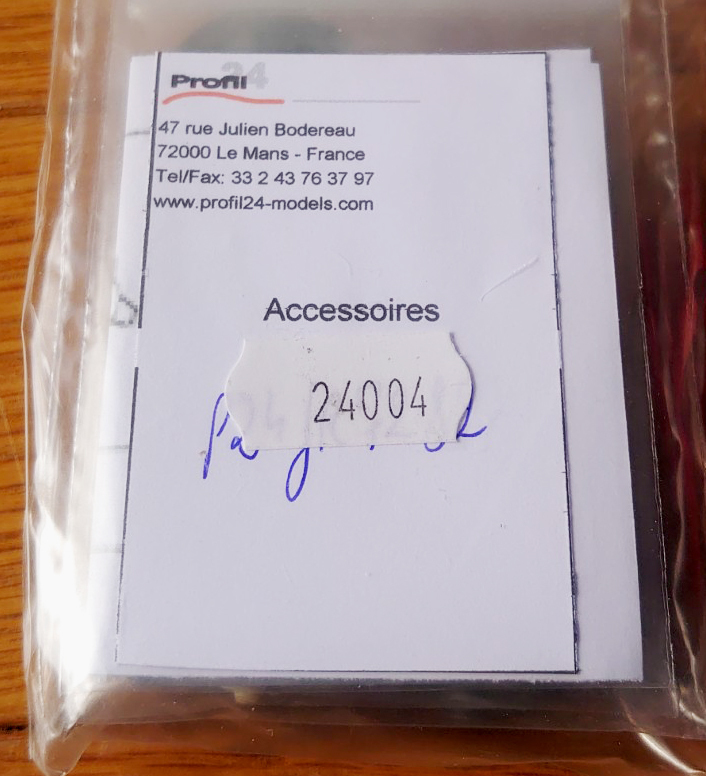 Profil 24
47 rue Julien Bodereau
72000 Le Mans - France
Tel/Fax: 33 2 43 76 37 97
www.profil24-models.com
Accessoires
24004